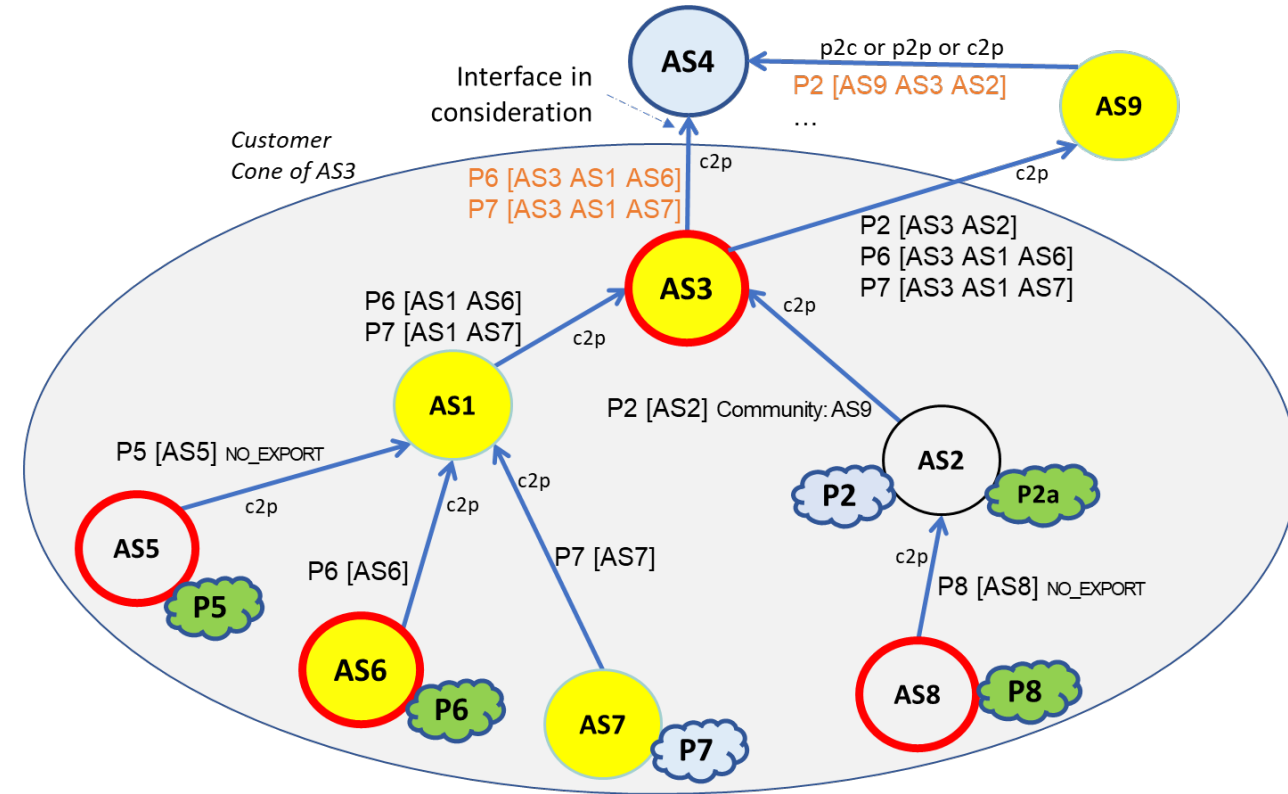 AS4
p2c or p2p or c2p
P2 [AS9 AS3 AS2]
...
AS9
Interface in
consideration
Customer
Cone of AS3
c2p
c2p
P6 [AS3 AS1 AS6]
P7 [AS3 AS1 AS7]
P2 [AS3 AS2]
P6 [AS3 AS1 AS6]
P7 [AS3 AS1 AS7]
AS3
P6 [AS1 AS6]
P7 [AS1 AS7]
c2p
c2p
AS1
P2 [AS2] Community: AS9
P5 [AS5] NO_EXPORT
c2p
c2p
c2p
AS2
P2
P2a
AS5
P5
P6 [AS6]
P7 [AS7]
c2p
P8 [AS8] NO_EXPORT
AS6
P6
AS7
P7
AS8
P8